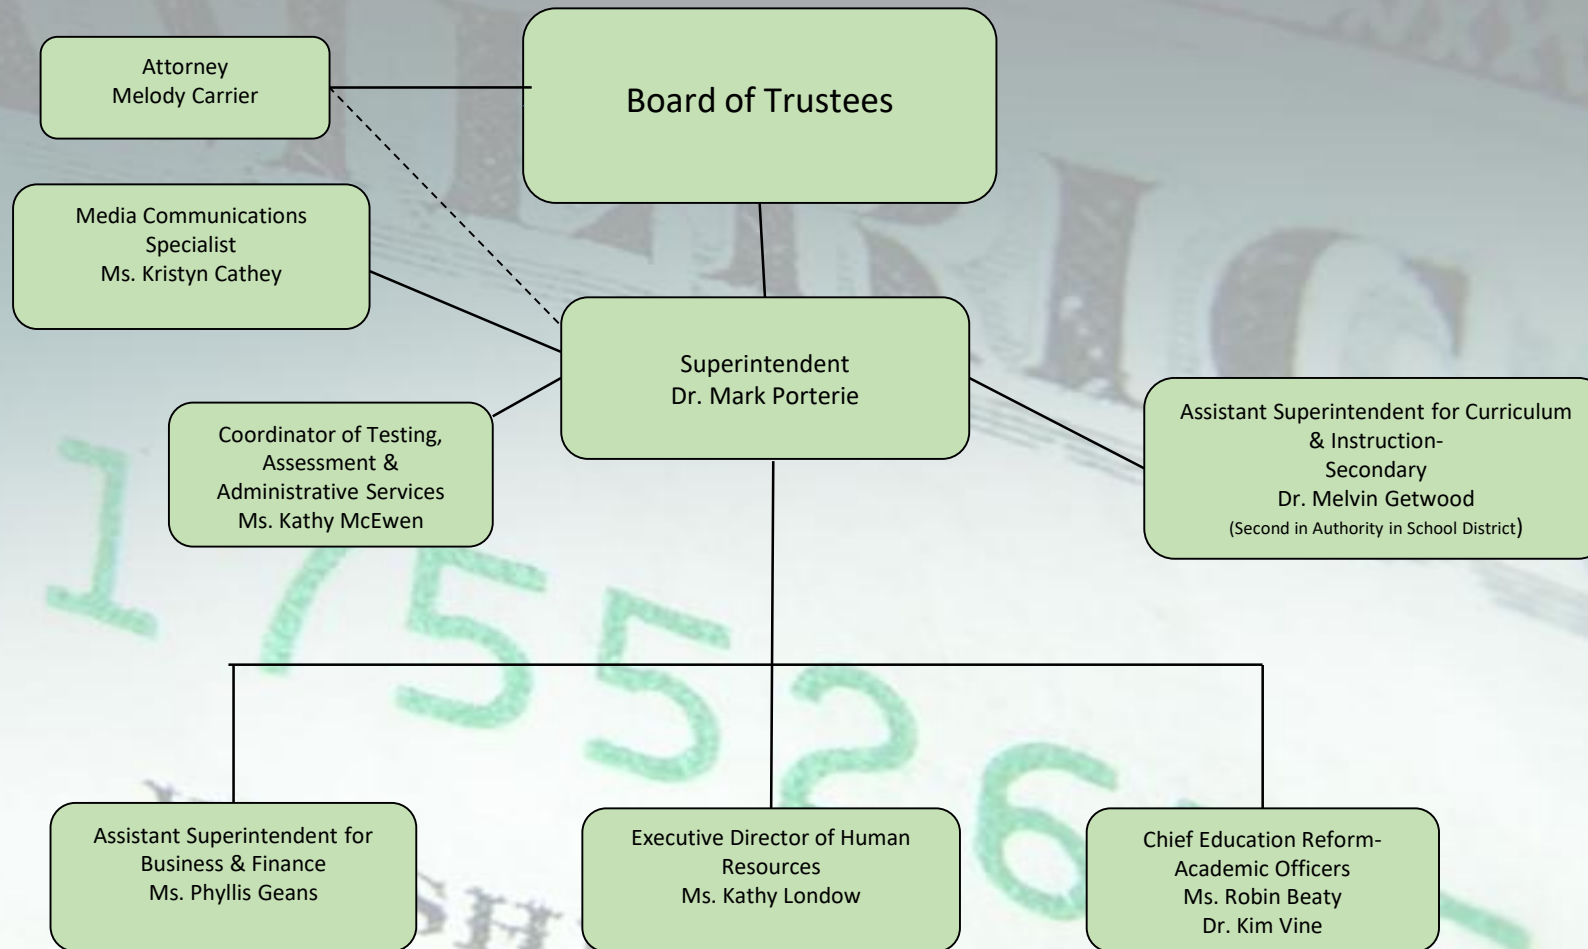 Attorney
Melody Carrier
Board of Trustees
Media Communications
Specialist
Ms. Kristyn Cathey
Superintendent
Dr. Mark Porterie
Coordinator of Testing,
Assessment &
Administrative Services
Ms. Kathy McEwen
Assistant Superintendent for Curriculum
& Instruction-
Secondary
Dr. Melvin Getwood
(Second in Authority in School District)
Assistant Superintendent for
Business & Finance
Ms. Phyllis Geans
Executive Director of Human
Resources
Ms. Kathy Londow
Chief Education Reform-
Academic Officers
Ms. Robin Beaty
Dr. Kim Vine
175526